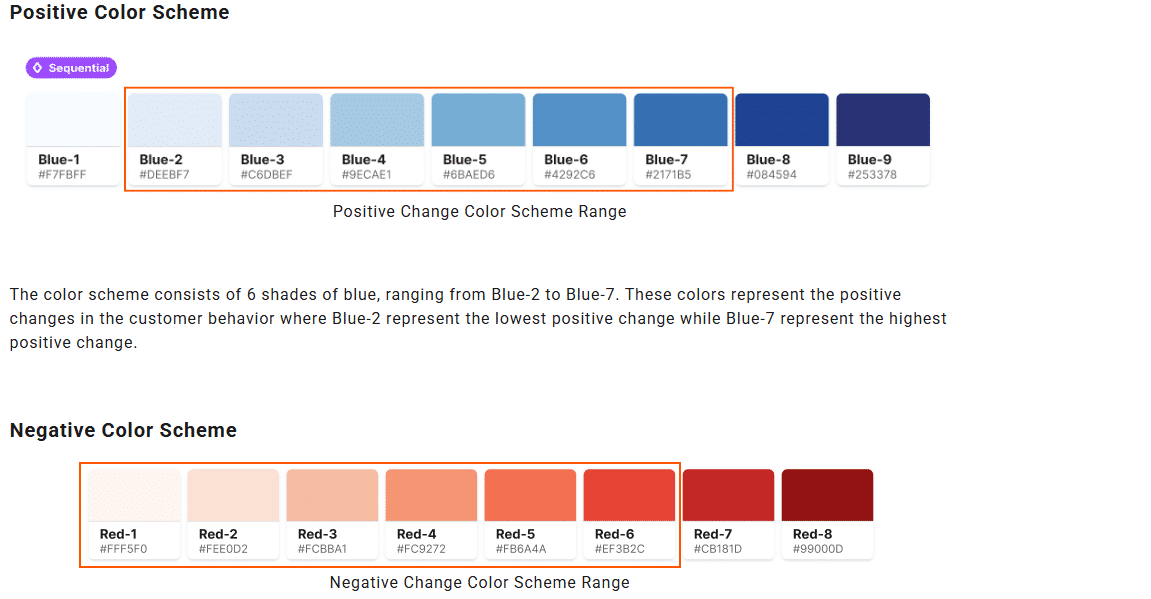 Positive Color Scheme
Sequential
Blue-1 Blue-2 Blue-3 Blue-4 Blue-5 Blue-6 Blue-7 Blue-8 Blue-9
#F7FBFF #DEEBF7 #C6DBEF #9ECAE1 #6BAED6 #4292C6 #2171B5 #084594 #253378
Positive Change Color Scheme Range
The color scheme consists of 6 shades of blue, ranging from Blue-2 to Blue-7. These colors represent the positive
changes in the customer behavior where Blue-2 represent the lowest positive change while Blue-7 represent the highest
positive change.
Negative Color Scheme
Red-1 Red-2 Red-3 Red-4 Red-5 Red-6 Red-7 Red-8
#FFF5F0 #FEE0D2 #FCBBA1 #FC9272 #FB6A4A #EF3B2C #CB181D #99000D
Negative Change Color Scheme Range